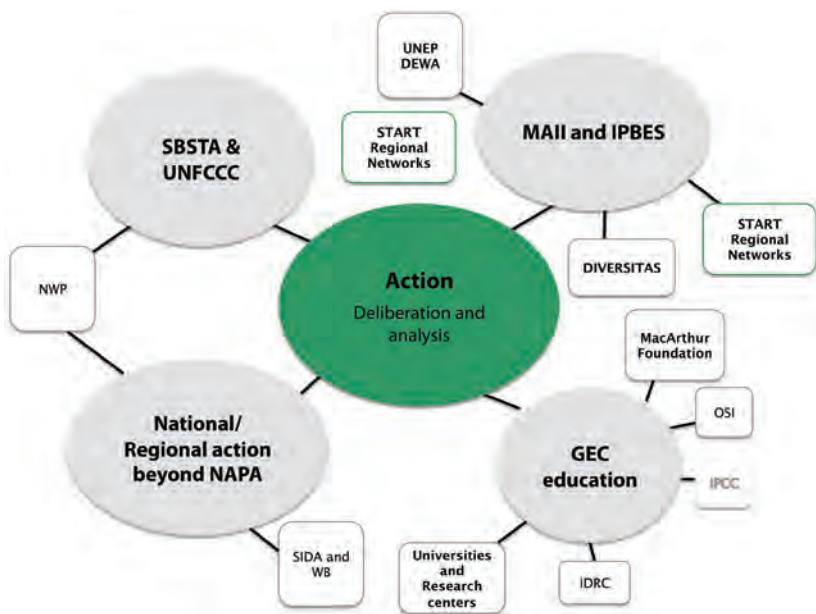 UNEP
DEWA
SBSTA &
UNFCCC
START
Regional
Networks
MAII and IPBES
START
Regional
Networks
DIVERSITAS
NWP
Action
Deliberation and
analysis
MacArthur
Foundation
OSI
National/
Regional action
beyond NAPA
GEC
education
IPCC
SIDA and
WB
Universities
and
Research
centers
IDRC